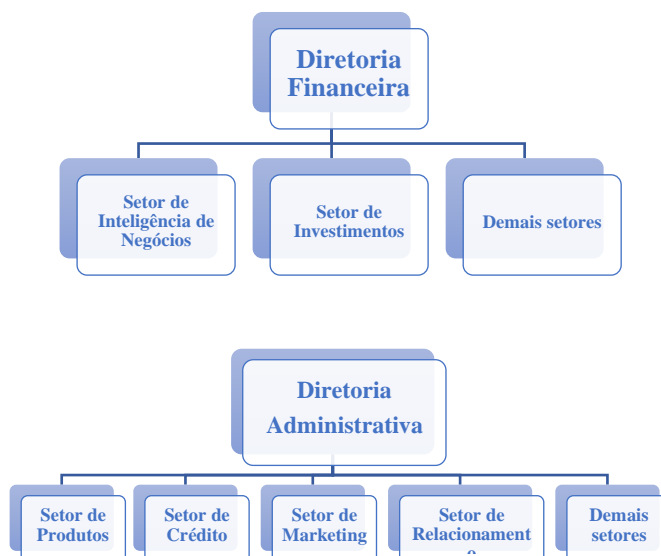 Diretoria
Financeira
Setor de
Inteligência de
Negócios
Setor de
Investimentos
Demais setores
Diretoria
Administrativa
Setor de
Produtos
Setor de
Crédito
Setor de
Marketing
Setor de
Relacionament
o
Demais
setores